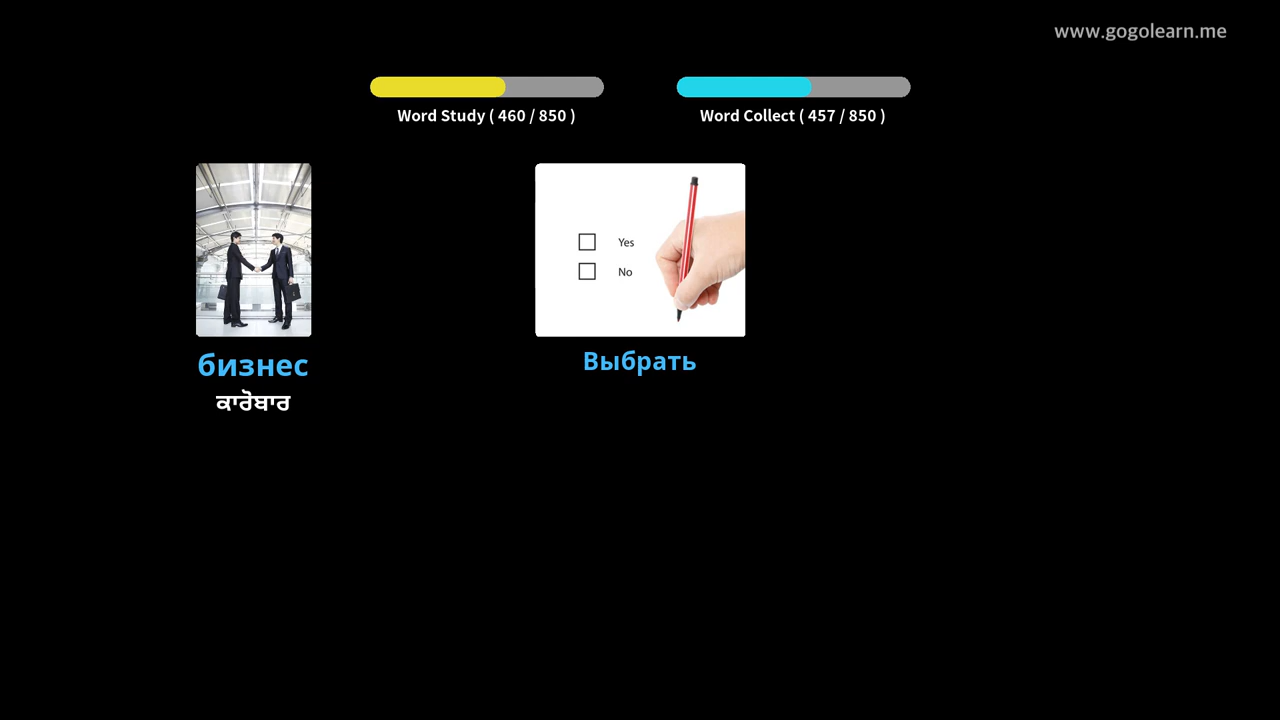 www.gogolearn.me
Word Study ( 460 / 850 )
Word Collect ( 457 / 850 )
Yes
No
бизнес
Выбрать
ਕਾਰੋਬਾਰ